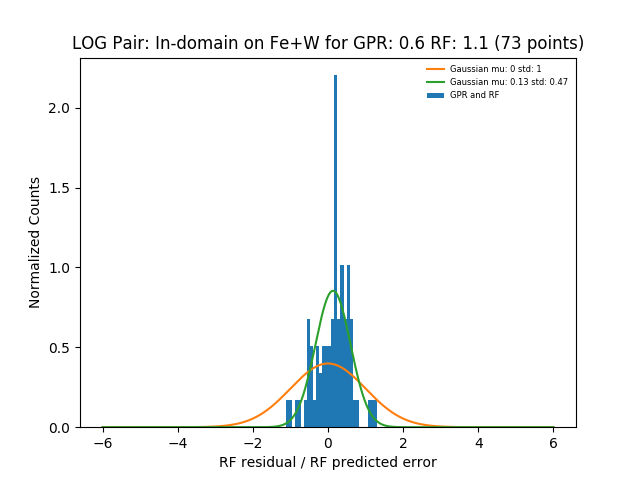 LOG Pair: In-domain on Fe+W for GPR: 0.6 RF: 1.1 (73 points)
Gaussian mu: 0 std: 1
Gaussian mu: 0.13 std: 0.47
GPR and RF
Normalized Counts
2.0
1.5
1.0
0.5
0.0
−6 −4 −2 0 2 4 6
RF residual / RF predicted error